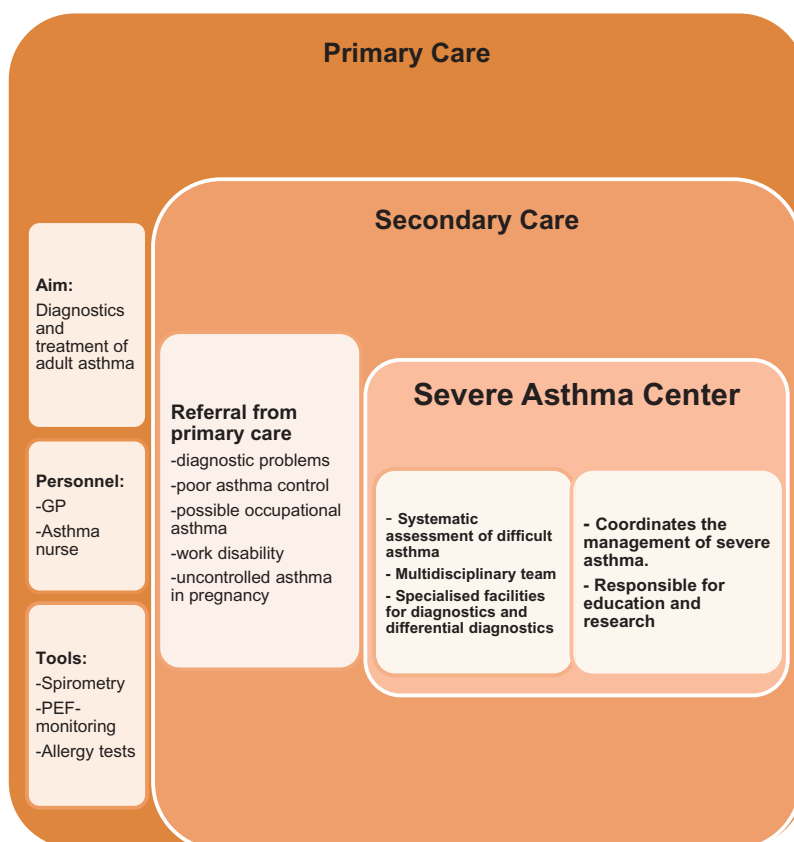 Primary Care
Secondary Care
Severe Asthma Center
Aim:
Diagnostics
and
treatment of
adult asthma
Personnel:
-GP
-Asthma
nurse
Tools:
-Spirometry
-PEF-
monitoring
-Allergy tests
Referral from
primary care
-diagnostic problems
-poor asthma control
-possible occupational
asthma
-work disability
-uncontrolled asthma
in pregnancy
- Systematic
assessment of difficult
asthma
- Multidisciplinary team
- Specialised facilities
for diagnostics and
differential diagnostics
- Coordinates the
management of severe
asthma.
- Responsible for
education and
research